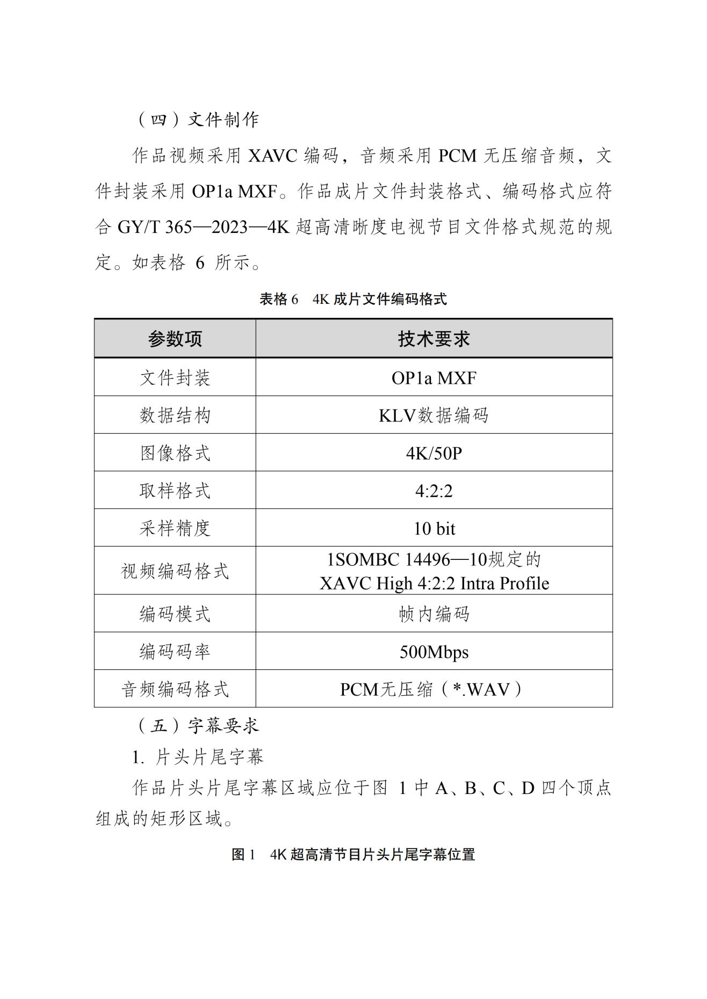 （四）文件制作
作品视频采用 XAVC 编码，音频采用 PCM 无压缩音频，文
件封装采用 OP1a MXF。作品成片文件封装格式、编码格式应符
合 GY/T 365—2023—4K 超高清晰度电视节目文件格式规范的规
定。如表格 6 所示。
表格 6 4K 成片文件编码格式
参数项 技术要求
文件封装 OP1a MXF
数据结构 KLV数据编码
图像格式 4K/50P
取样格式 4:2:2
采样精度 10 bit
视频编码格式 1SOMBC 14496—10规定的
XAVC High 4:2:2 Intra Profile
编码模式 帧内编码
编码码率 500Mbps
音频编码格式 PCM无压缩（*.WAV）
（五）字幕要求
1. 片头片尾字幕
作品片头片尾字幕区域应位于图 1 中 A、B、C、D 四个顶点
组成的矩形区域。
图 1 4K 超高清节目片头片尾字幕位置